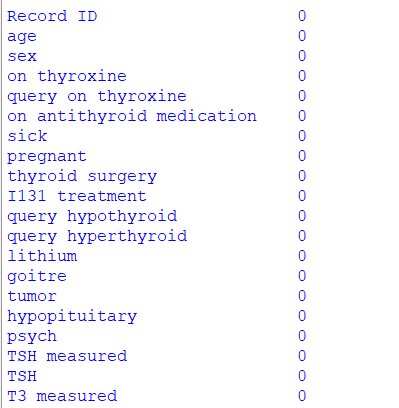 Record ID 0
age 0
sex 0
on thyroxine 0
query on thyroxine 0
on antithyroid medication 0
sick 0
pregnant 0
thyroid surgery 0
I131 treatment 0
query hypothyroid 0
query hyperthyroid 0
lithium 0
goitre 0
tumor 0
hypopituitary 0
psych 0
TSH measured 0
TSH 0
T3 measured 0